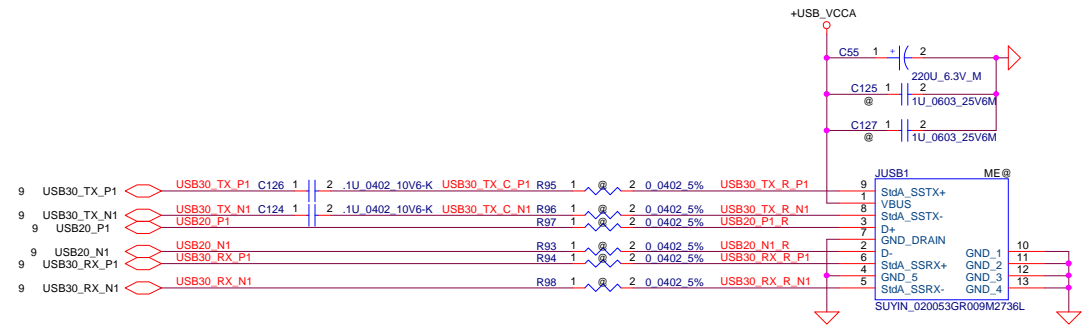 +USB_VCCA
C55 1 + 2
220U_6.3V_M
C125 1 2
@ 1U_0603_25V6M
C127 1 2
@ 1U_0603_25V6M
JUSB1 ME@
9 USB30_TX_P1 USB30_TX_P1 C126 1 2 .1U_0402_10V6-K USB30_TX_C_P1 R95 1 @ 2 0_0402_5% USB30_TX_R_P1 9 StdA_SSTX+
1 VBUS
9 USB30_TX_N1 USB30_TX_N1 C124 1 2 .1U_0402_10V6-K USB30_TX_C_N1 R96 1 @ 2 0_0402_5% USB30_TX_R_N1 8 StdA_SSTX-
9 USB20_P1 USB20_P1 R97 1 2 0_0402_5% USB20_P1_R 3 D+
7 GND_DRAIN
9 USB20_N1 USB20_N1 R93 1 @ 2 0_0402_5% USB20_N1_R 2 D- GND_1 10
9 USB30_RX_P1 USB30_RX_P1 R94 1 2 0_0402_5% USB30_RX_R_P1 6 StdA_SSRX+ GND_2 11
4 GND_5 GND_3 12
9 USB30_RX_N1 USB30_RX_N1 R98 1 @ 2 0_0402_5% USB30_RX_R_N1 5 StdA_SSRX- GND_4 13
SUYIN_020053GR009M2736L